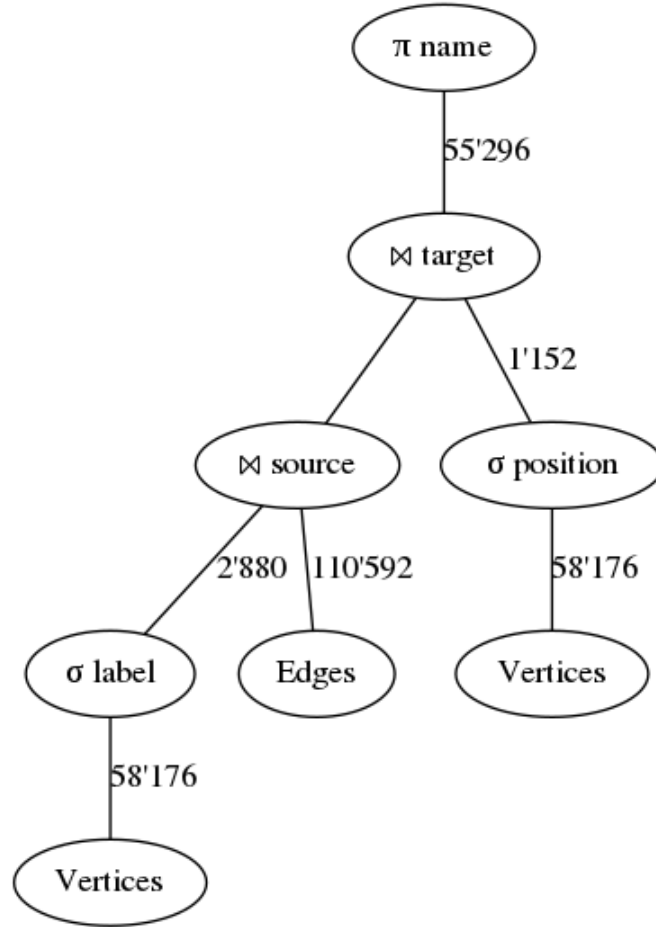 π name
55'296
⋈ target
1'152
⋈ source
σ position
2'880
110'592
58'176
σ label
Edges
Vertices
58'176
Vertices